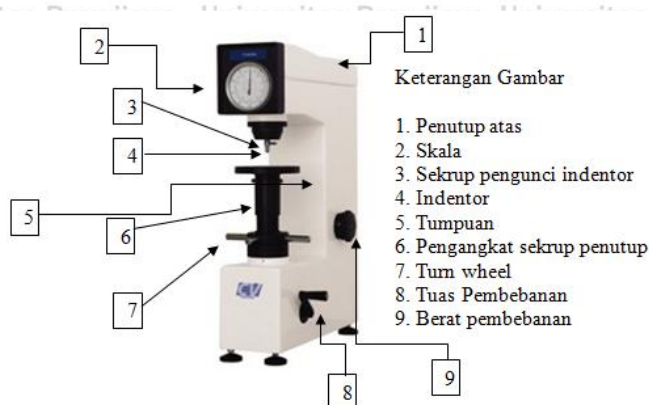 1
2
3
4
5
6
7
8
9
Keterangan Gambar
1. Penutup atas
2. Skala
3. Sekrup pengunci indentor
4. Indentor
5. Tumpuan
6. Pengangkat sekrup penutup
7. Turn wheel
8. Tuas Pembebanan
9. Berat pembebanan
CV